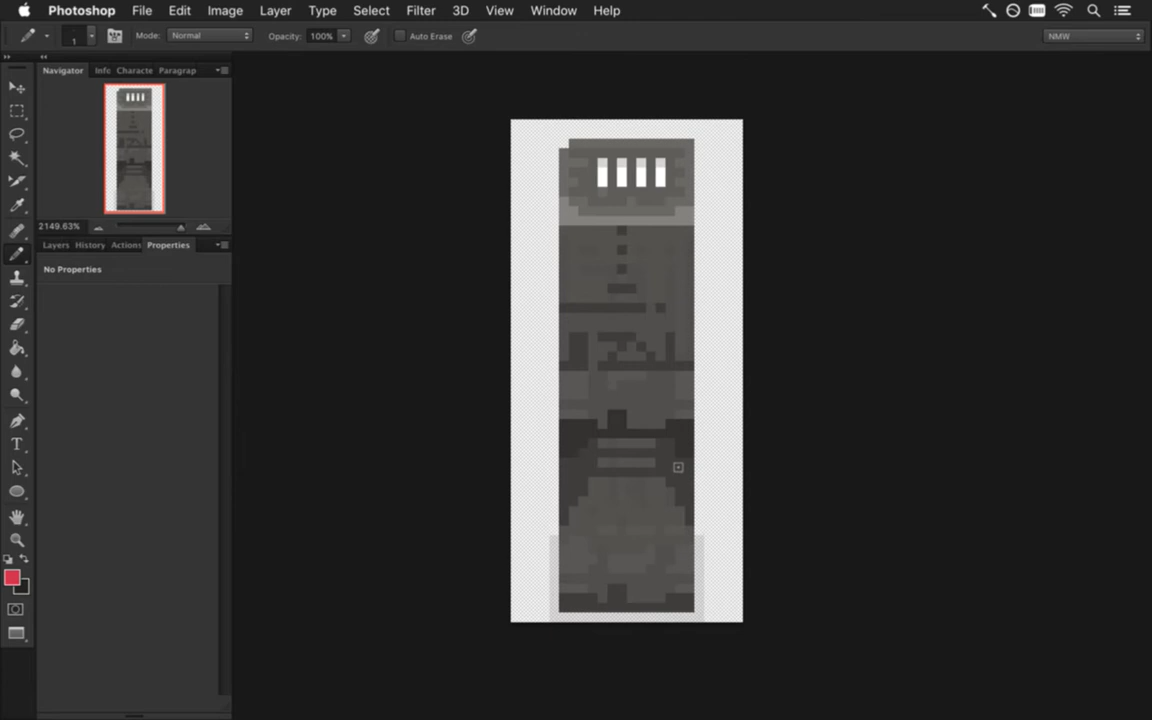 Photoshop File Edit Image Layer Type Select Filter 3D View Window Help
1 Mode: Normal Opacity: 100% Auto Erase NMW
Navigator Info Characte Paragrap
2149.63%
Layers History Actions Properties
No Properties